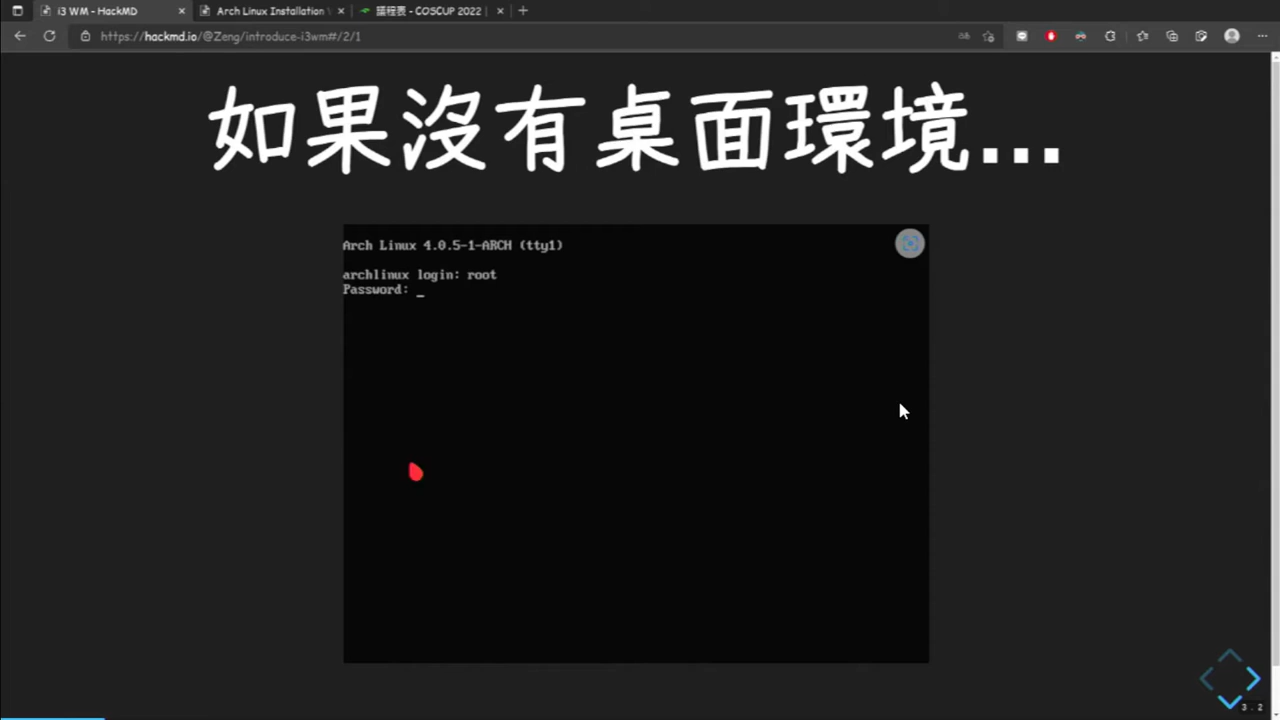 i3 WM - HackMD
Arch Linux Installation
議程表 - COSCUP 2022
https://hackmd.io/@Zeng/introduce-i3wm#/2/1
如果沒有桌面環境...
Arch Linux 4.0.5-1-ARCH (tty1)
archlinux login: root
Password: _
3.2